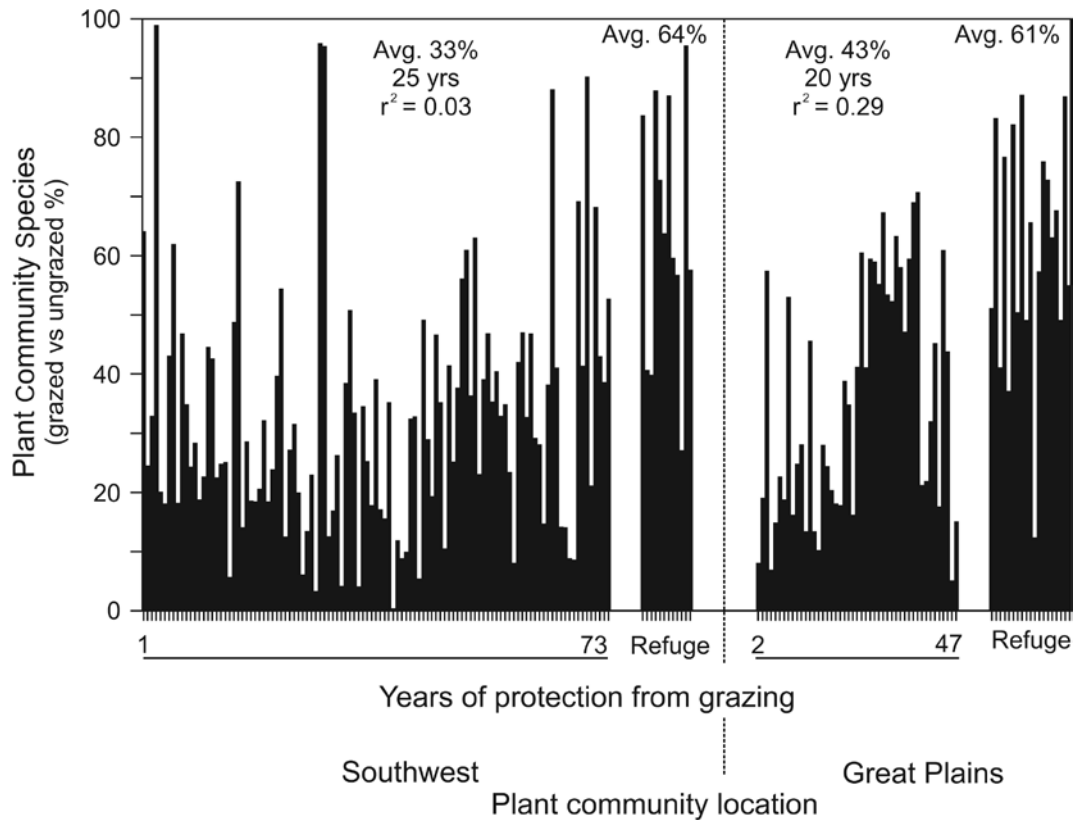 Plant Community Species
(grazed vs ungrazed %)
100
80
60
40
20
0
Avg. 33%
25 yrs
r² = 0.03
Avg. 64%
Avg. 43%
20 yrs
r² = 0.29
Avg. 61%
1
73
Refuge
2
47
Refuge
Years of protection from grazing
Southwest
Great Plains
Plant community location